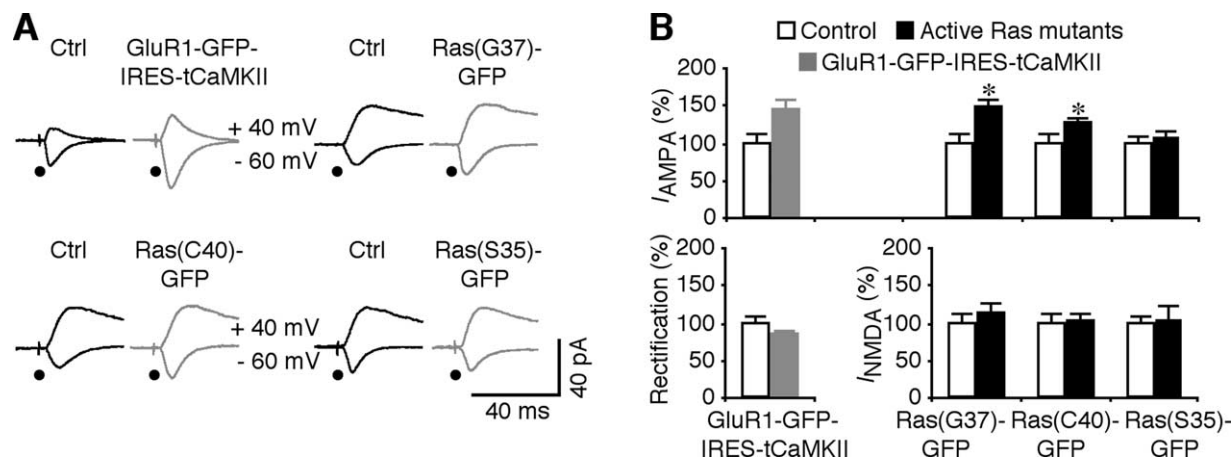 A
Ctrl
GluR1-GFP-
IRES-tCaMKII
Ctrl
Ras(G37)-
GFP
+ 40 mV
- 60 mV
Ctrl
Ras(C40)-
GFP
Ctrl
Ras(S35)-
GFP
+ 40 mV
- 60 mV
40 pA
40 ms
B
Control
Active Ras mutants
GluR1-GFP-IRES-tCaMKII
IAMPA (%)
200
150
100
50
0
* *
Rectification (%)
200
150
100
50
0
GluR1-GFP-
IRES-tCaMKII
INMDA (%)
200
150
100
50
0
Ras(G37)-
GFP
Ras(C40)-
GFP
Ras(S35)-
GFP